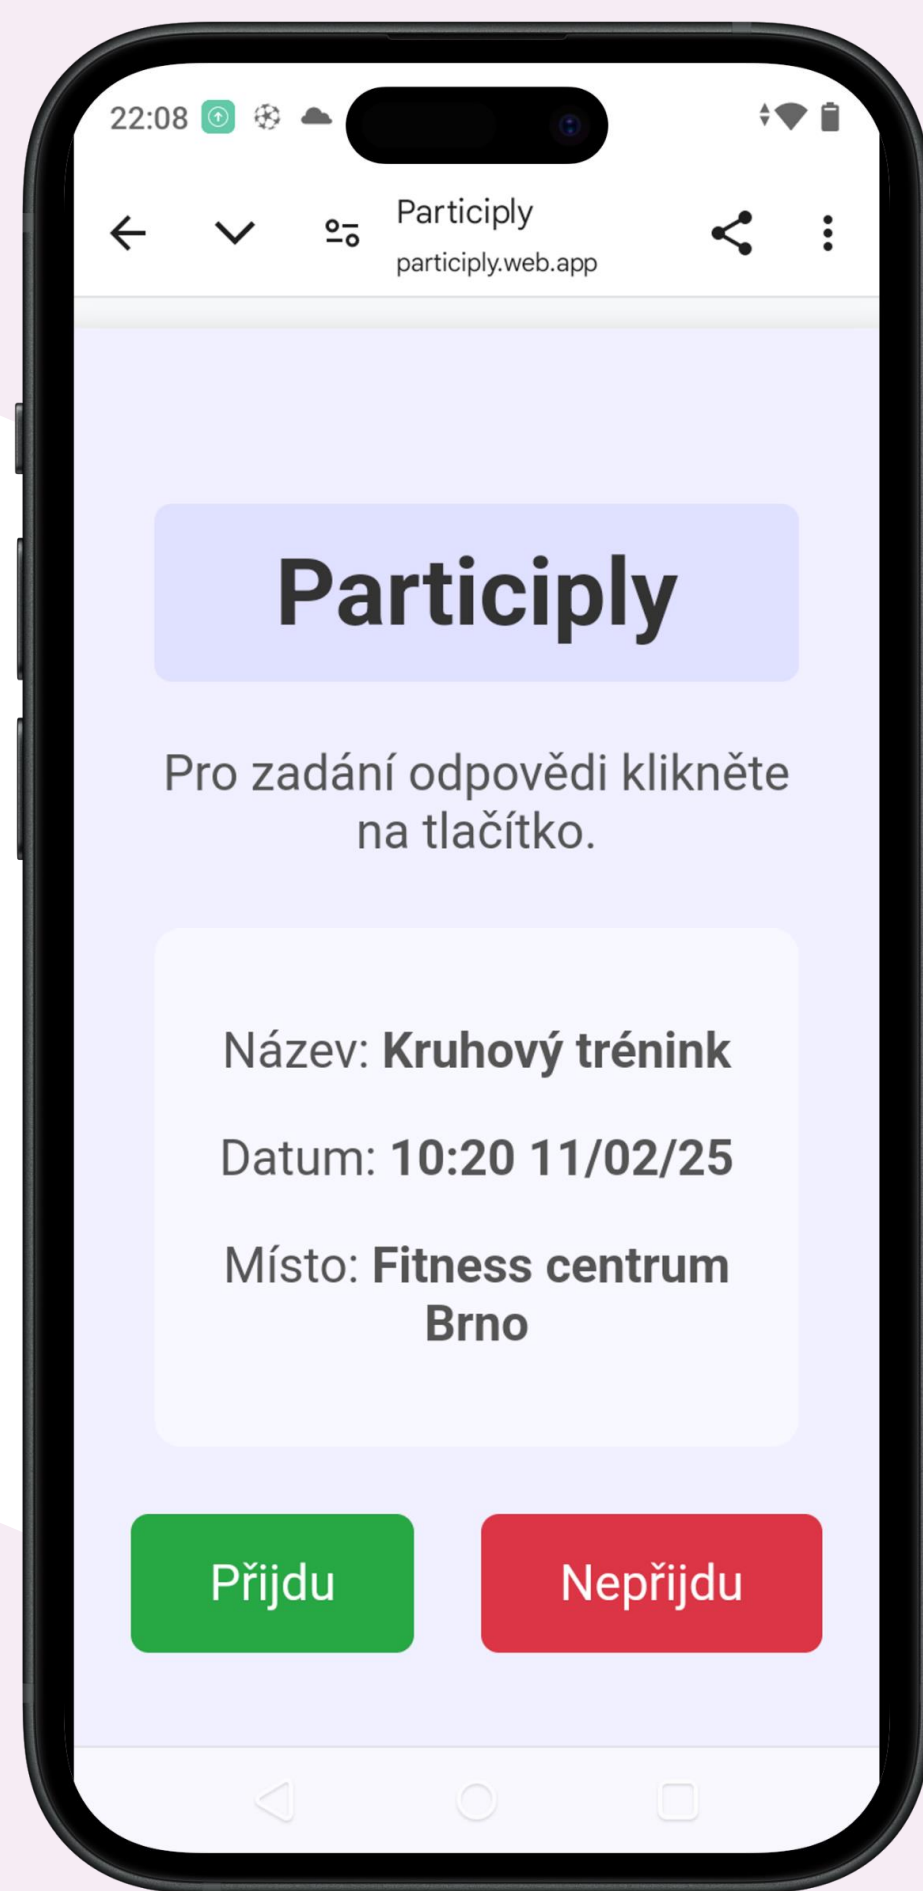 22:08
Participly
participly.web.app
Participly
Pro zadání odpovědi klikněte
na tlačítko.
Název: Kruhový trénink
Datum: 10:20 11/02/25
Místo: Fitness centrum
Brno
Přijdu
Nepřijdu